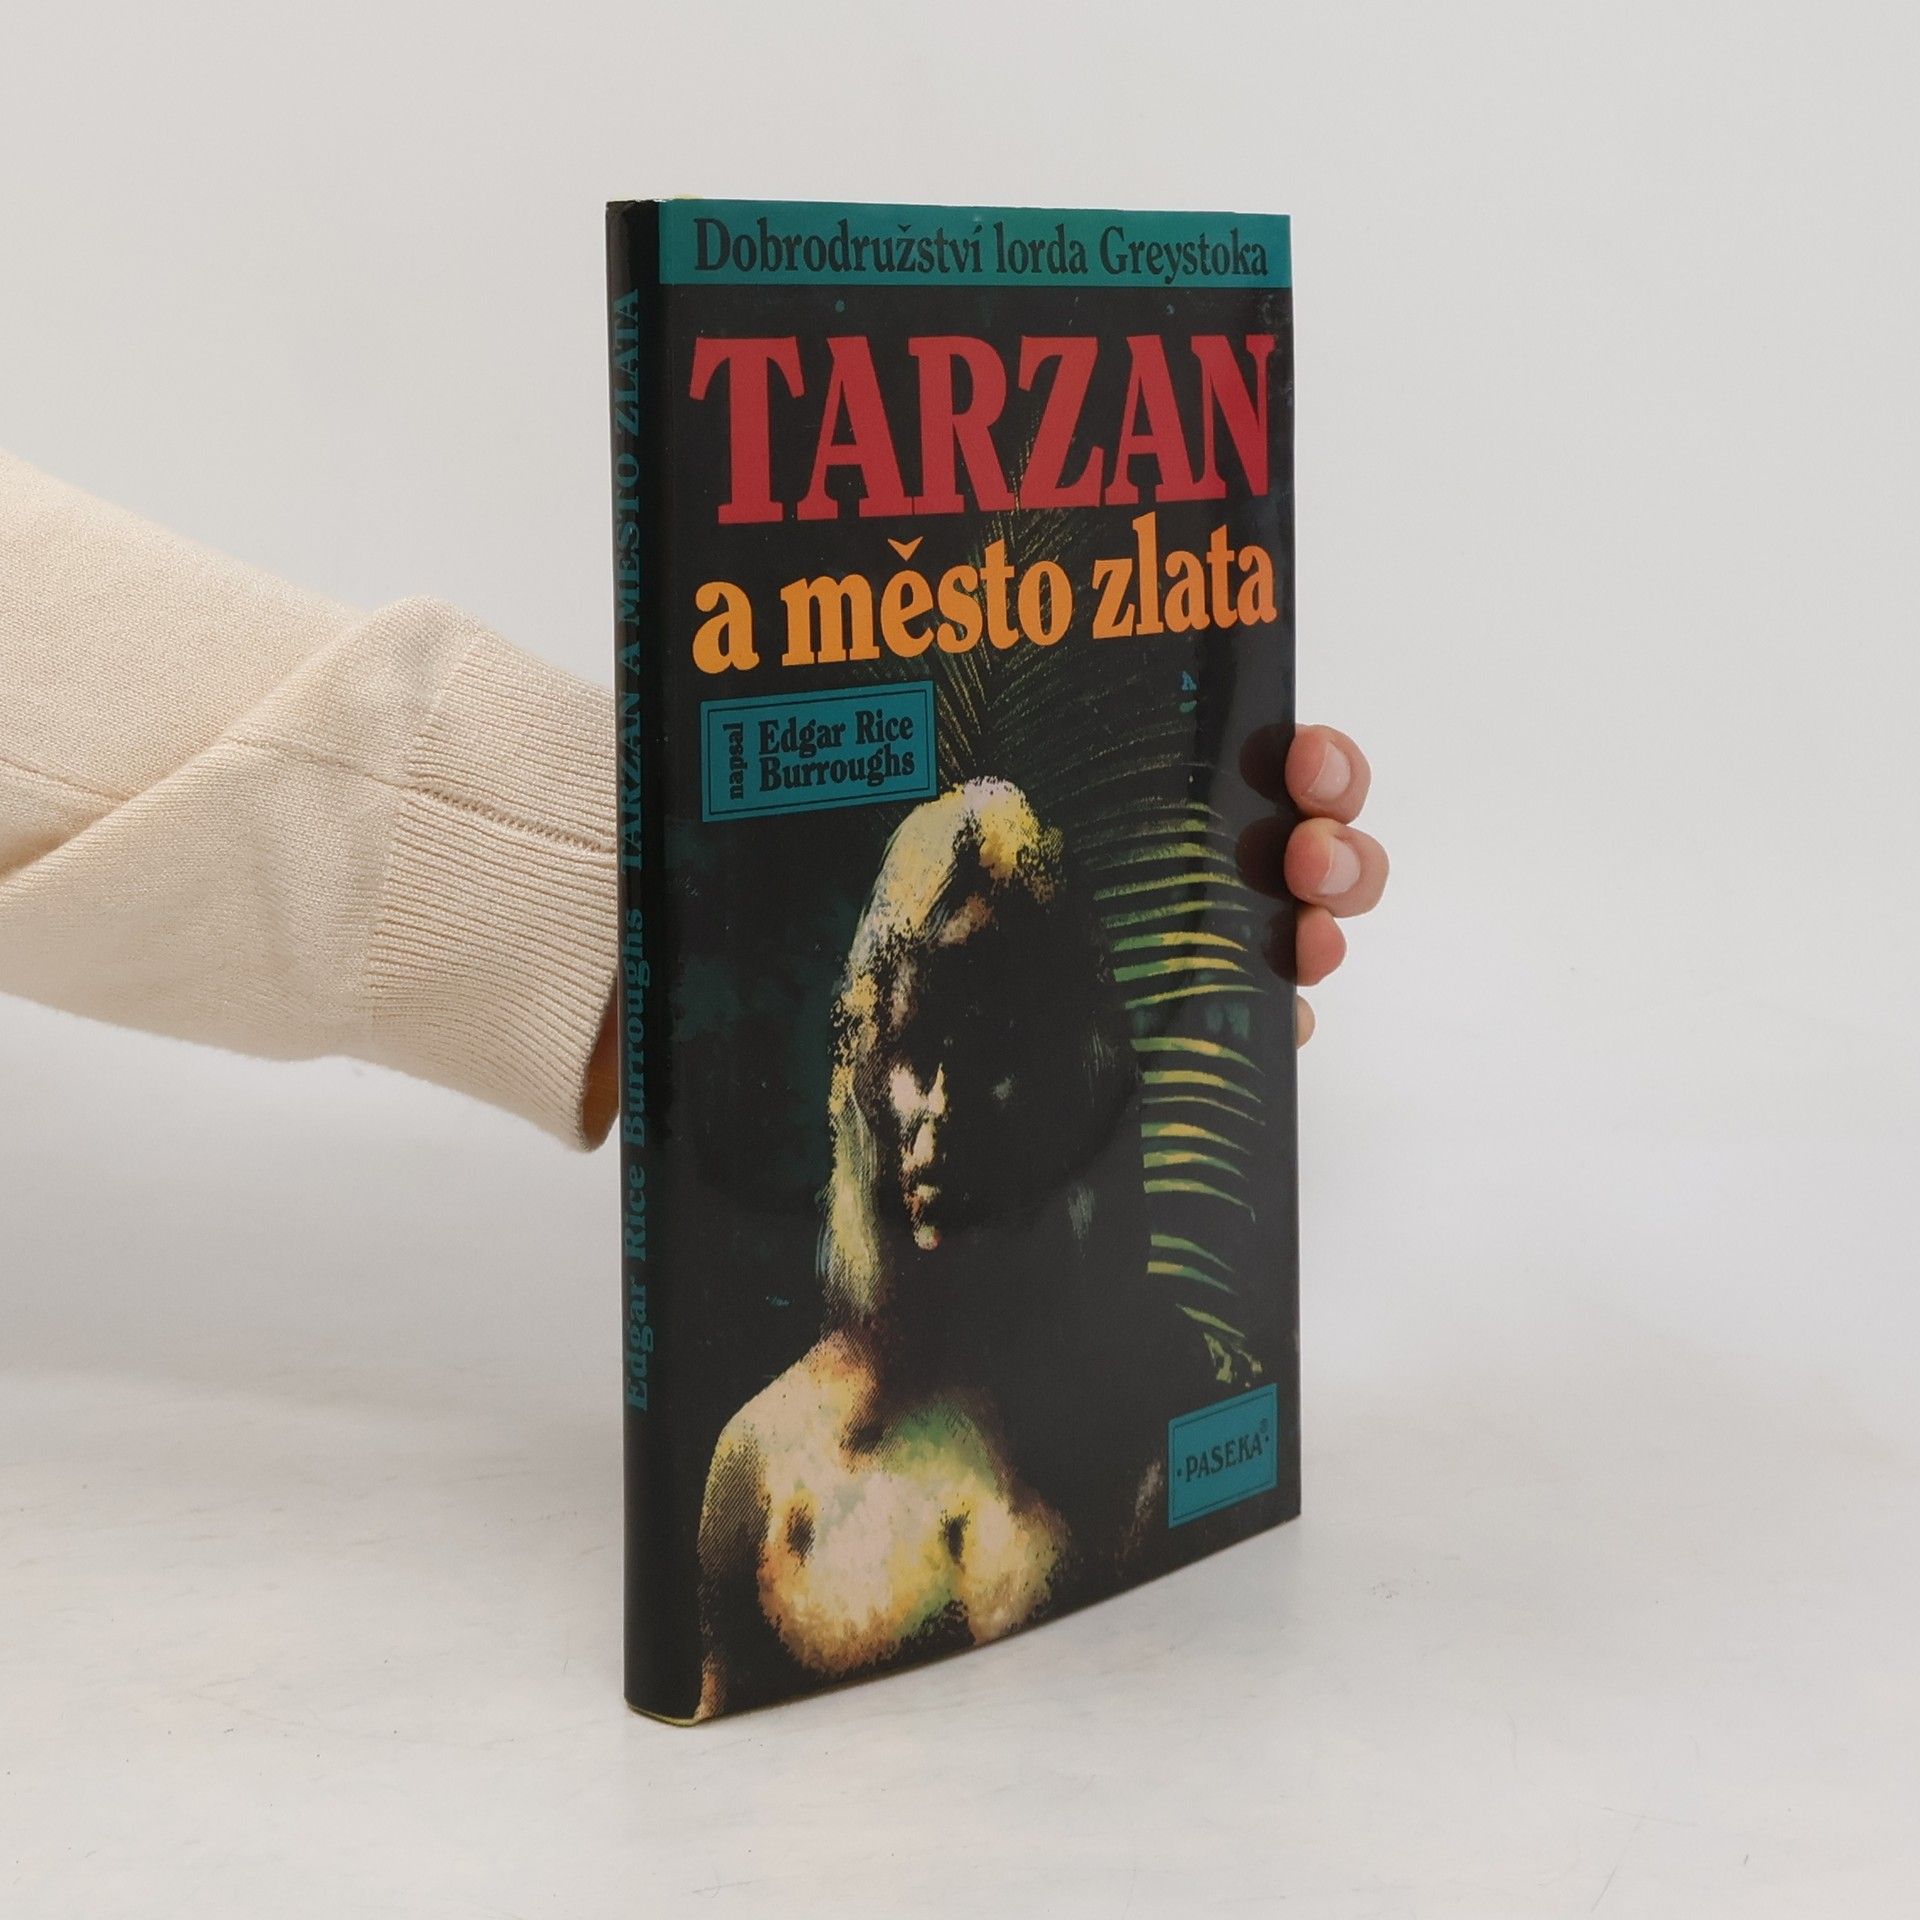 Dobrodružství lorda Greystoka
TARZAN
a město zlata
napsal
Edgar Rice
Burroughs
·PASEKA®·
Edgar Rice Burroughs TARZAN A MĚSTO ZLATA